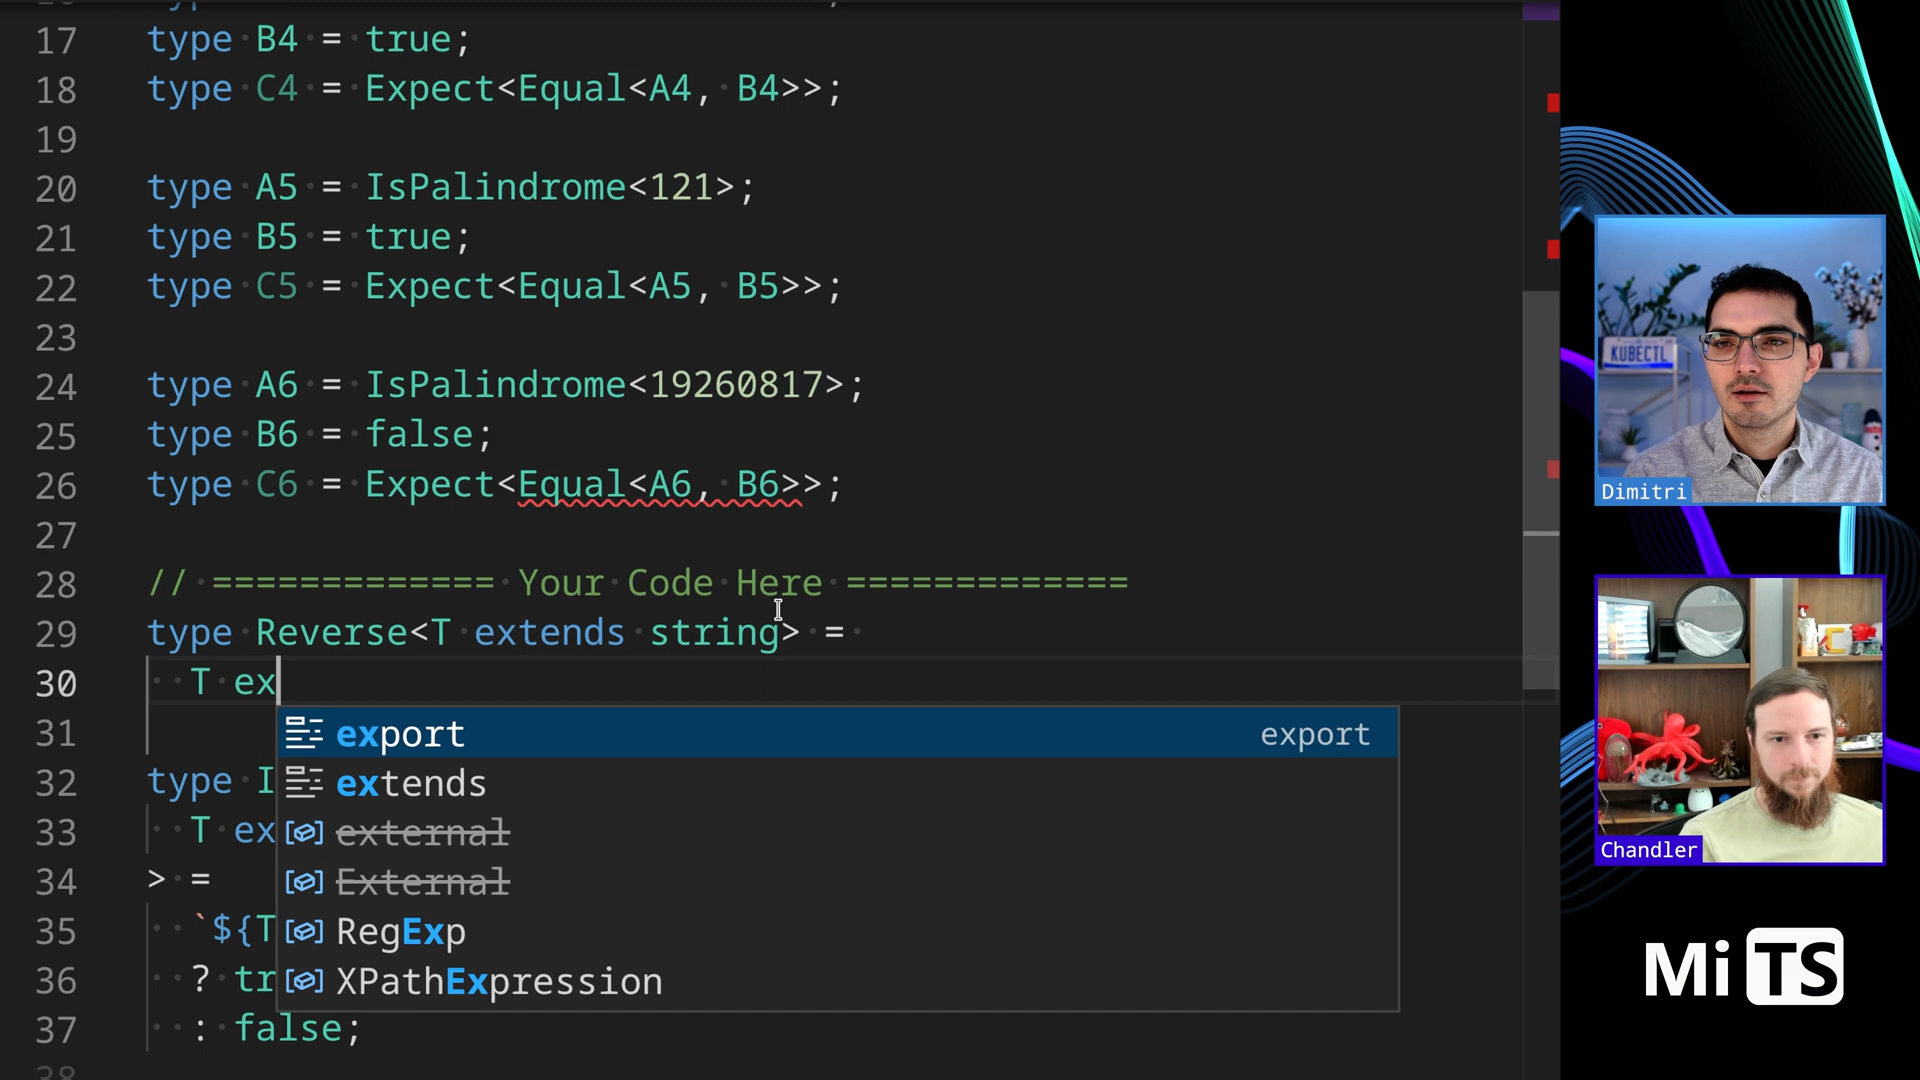 17 type B4 = true;
18 type C4 = Expect<Equal<A4, B4>>;
19
20 type A5 = IsPalindrome<121>;
21 type B5 = true;
22 type C5 = Expect<Equal<A5, B5>>;
23
24 type A6 = IsPalindrome<19260817>;
25 type B6 = false;
26 type C6 = Expect<Equal<A6, B6>>;
27
28 // ============= Your Code Here =============
29 type Reverse<T extends string> =
30 T ex
export export
31
extends
32 type I
external
33 T ex
External
34 > =
RegExp
35 `${T
XPathExpression
36 ? tr
37 : false;
KUBECTL
Dimitri
Chandler
Mi TS